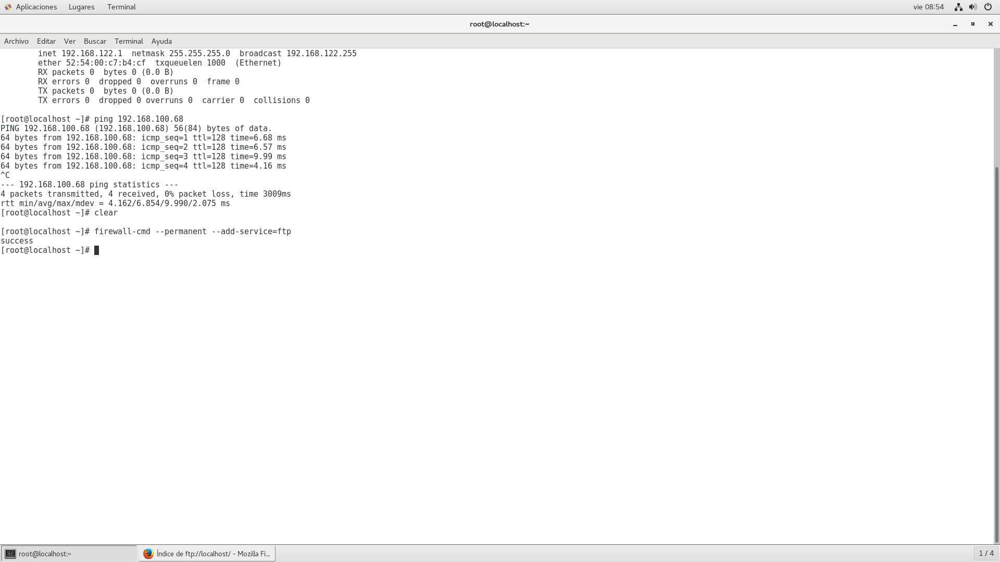 Aplicaciones Lugares Terminal vie 08:54
root@localhost:~
Archivo Editar Ver Buscar Terminal Ayuda
        inet 192.168.122.1  netmask 255.255.255.0  broadcast 192.168.122.255
        ether 52:54:00:c7:b4:cf  txqueuelen 1000  (Ethernet)
        RX packets 0  bytes 0 (0.0 B)
        RX errors 0  dropped 0  overruns 0  frame 0
        TX packets 0  bytes 0 (0.0 B)
        TX errors 0  dropped 0 overruns 0  carrier 0  collisions 0
[root@localhost ~]# ping 192.168.100.68
PING 192.168.100.68 (192.168.100.68) 56(84) bytes of data.
64 bytes from 192.168.100.68: icmp_seq=1 ttl=128 time=6.68 ms
64 bytes from 192.168.100.68: icmp_seq=2 ttl=128 time=6.57 ms
64 bytes from 192.168.100.68: icmp_seq=3 ttl=128 time=9.99 ms
64 bytes from 192.168.100.68: icmp_seq=4 ttl=128 time=4.16 ms
^C
--- 192.168.100.68 ping statistics ---
4 packets transmitted, 4 received, 0% packet loss, time 3009ms
rtt min/avg/max/mdev = 4.162/6.854/9.990/2.075 ms
[root@localhost ~]# clear
[root@localhost ~]# firewall-cmd --permanent --add-service=ftp
success
[root@localhost ~]#
root@localhost:~ Índice de ftp://localhost/ - Mozilla Fi... 1 / 4